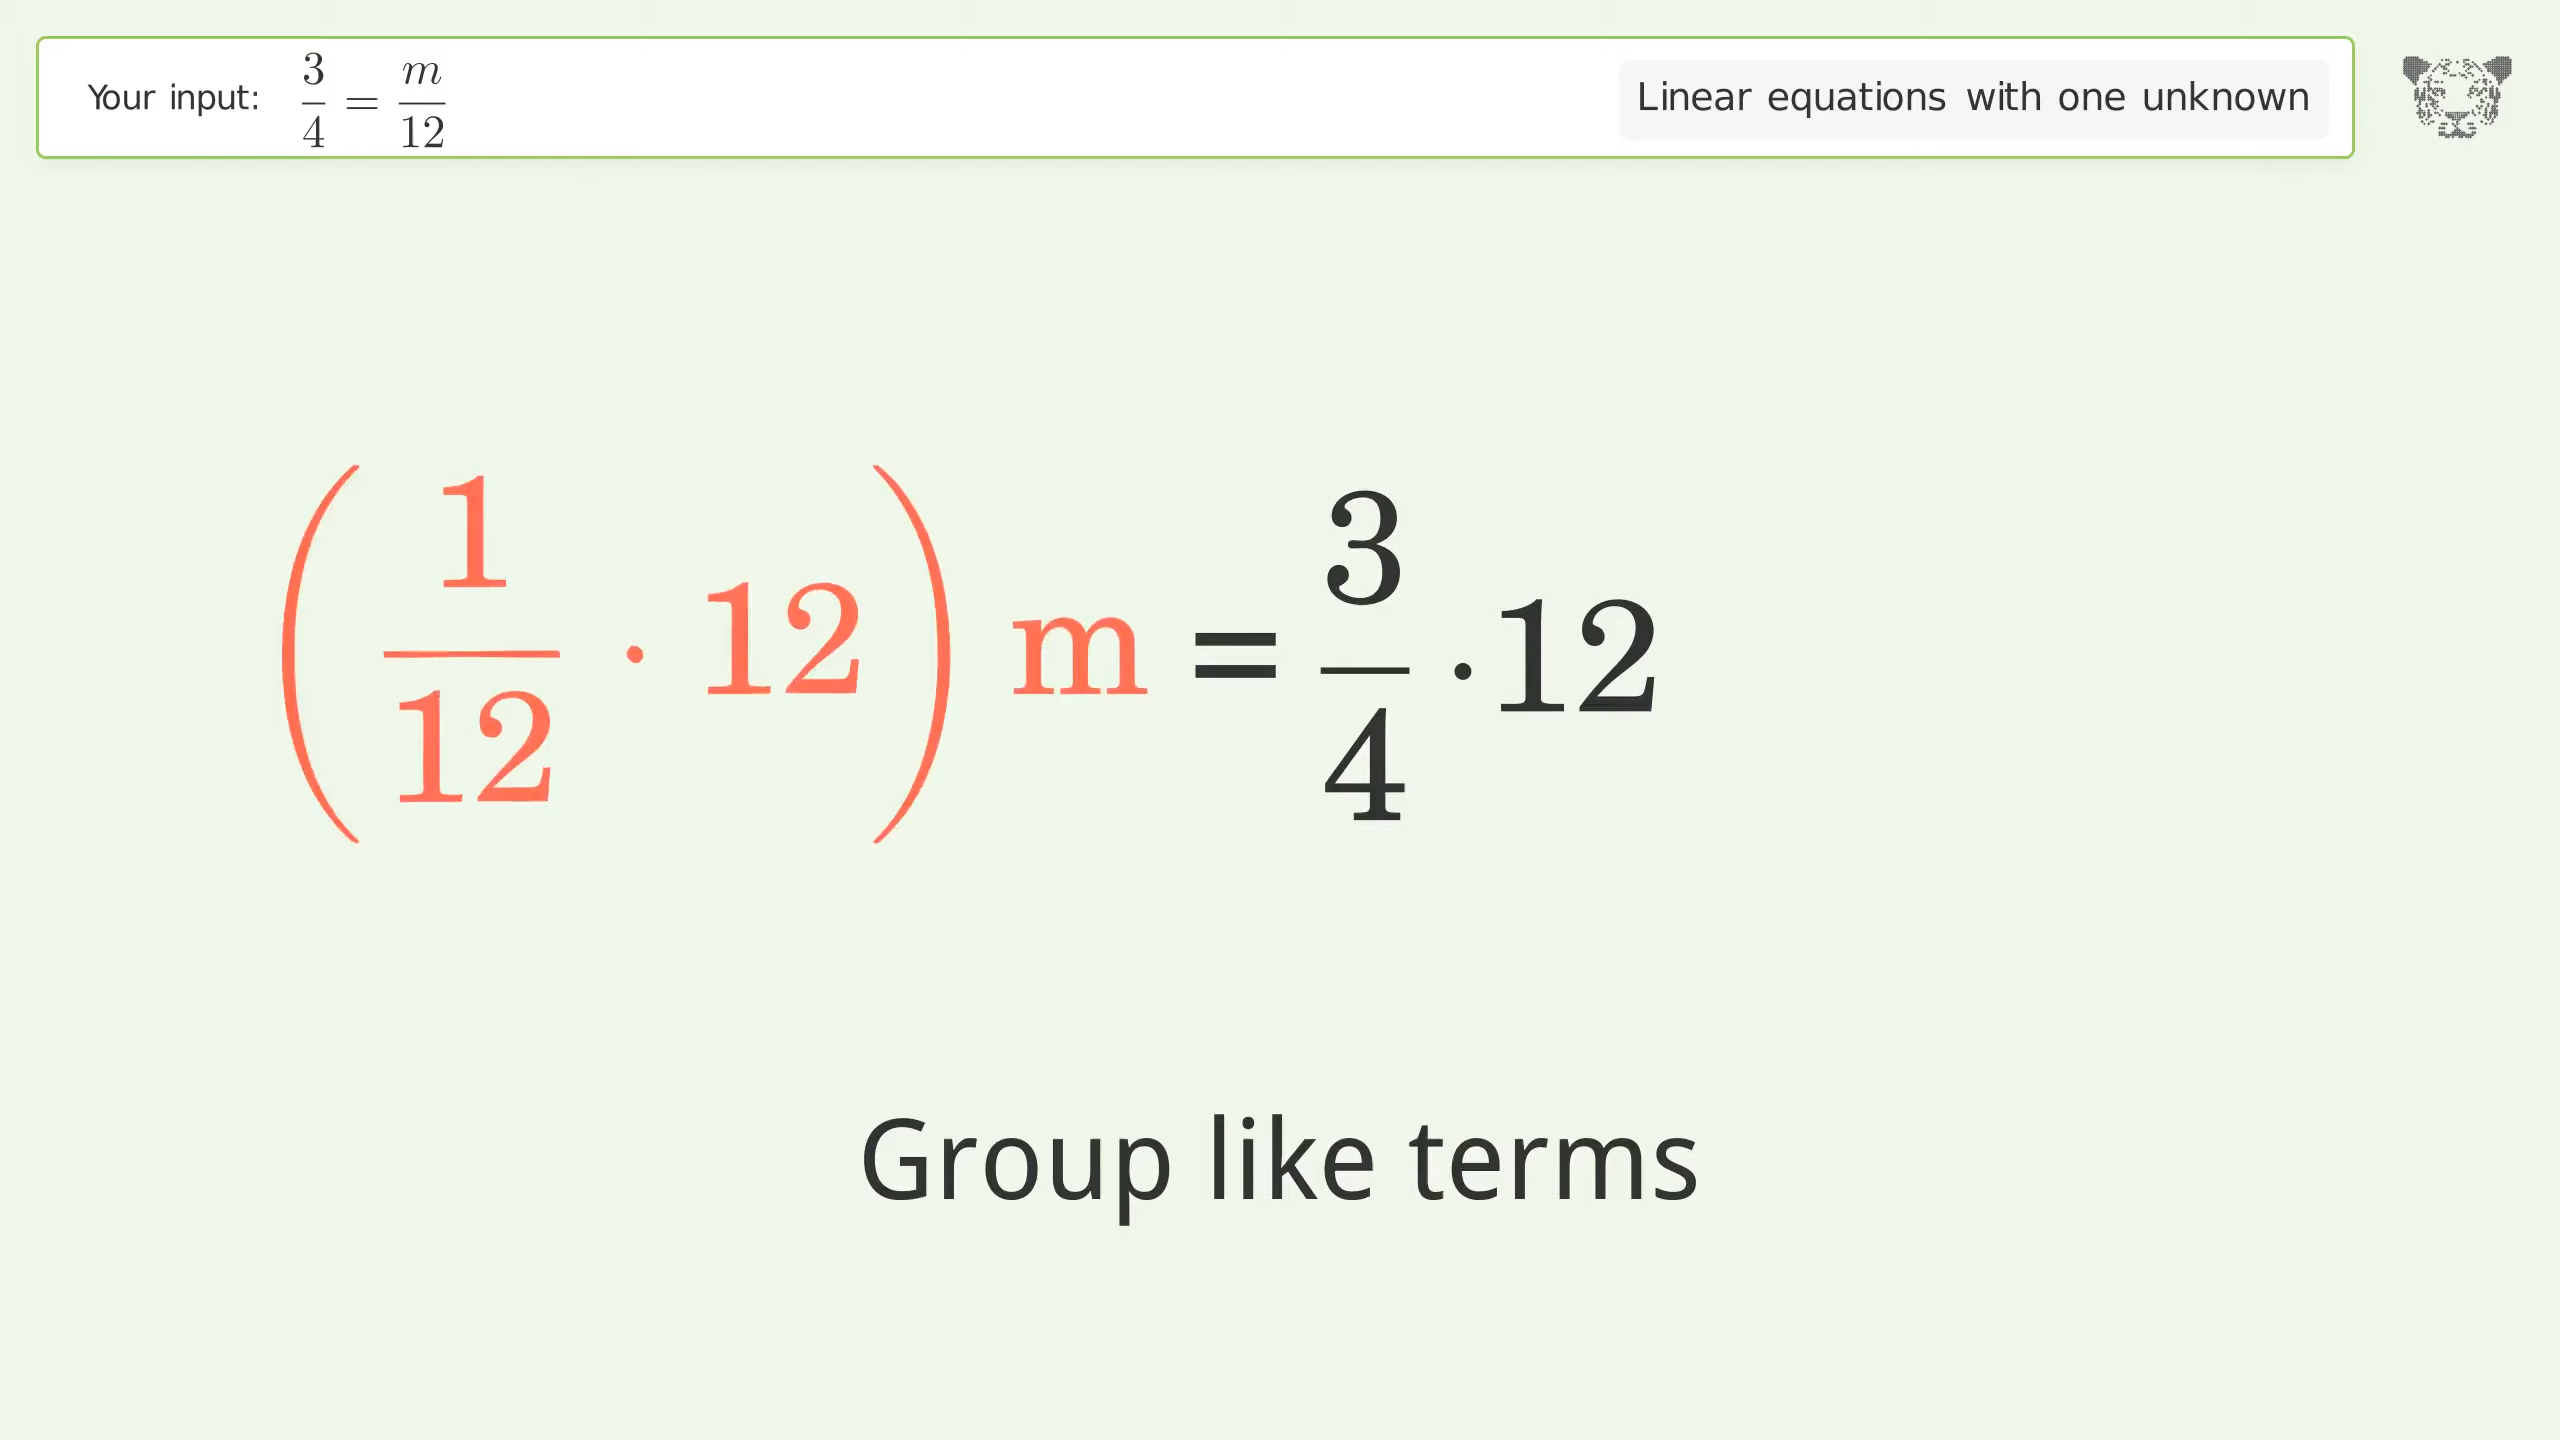 Your input: 3/4 = m/12
Linear equations with one unknown
(1/12 · 12) m = 3/4 · 12
Group like terms